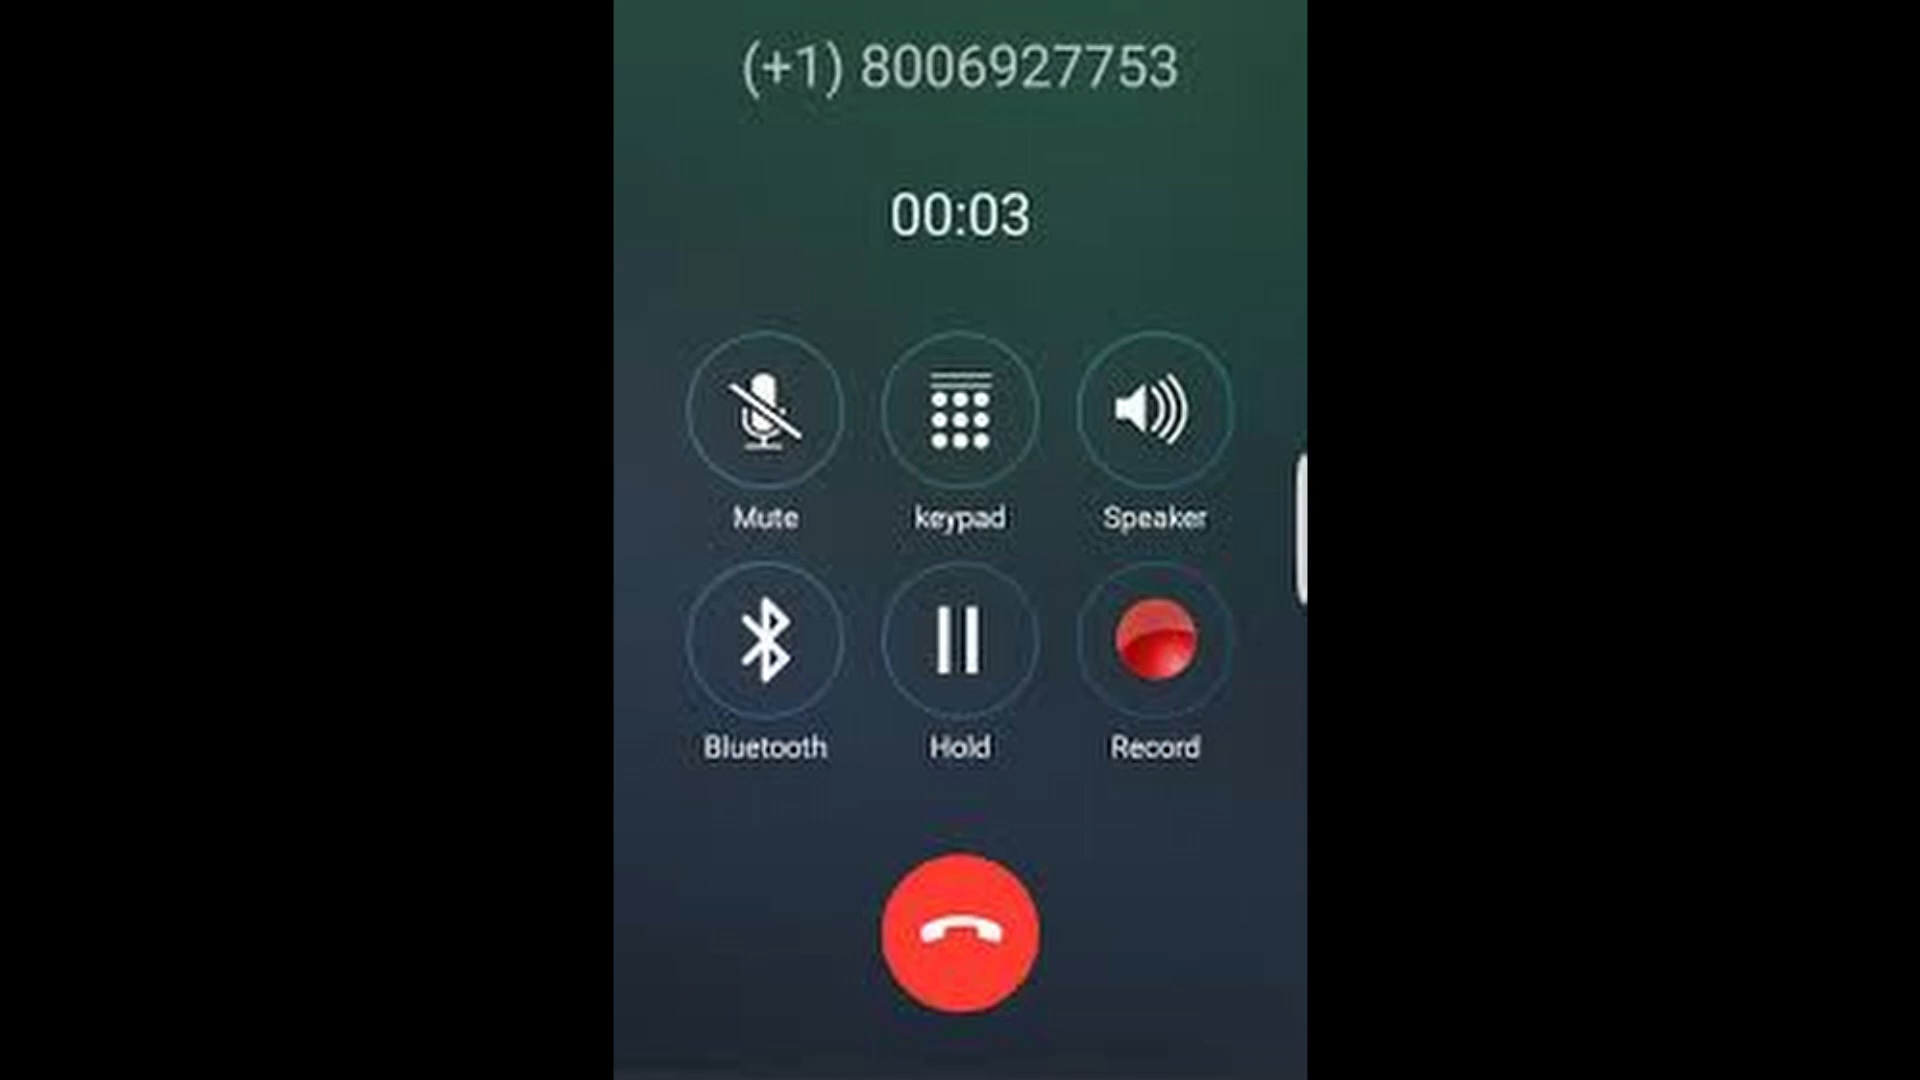 (+1) 8006927753
00:03
Mute keypad Speaker
Bluetooth Hold Record